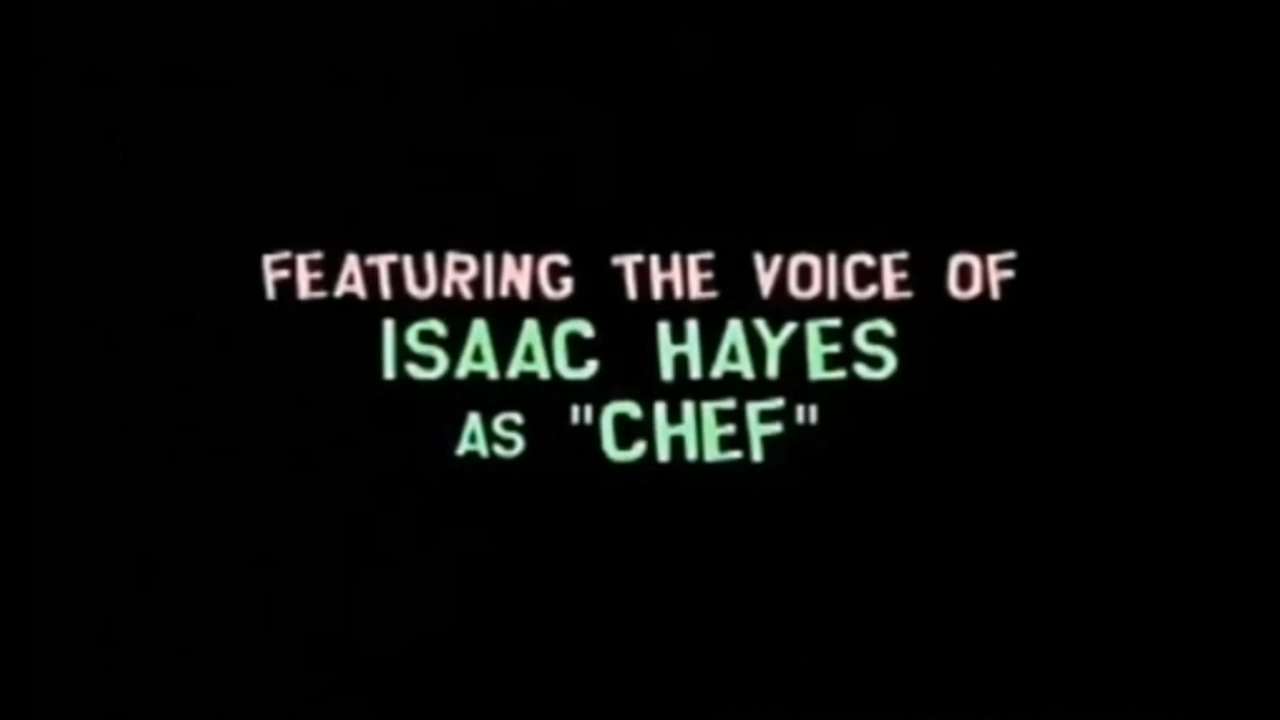 FEATURING THE VOICE OF
ISAAC HAYES
AS "CHEF"